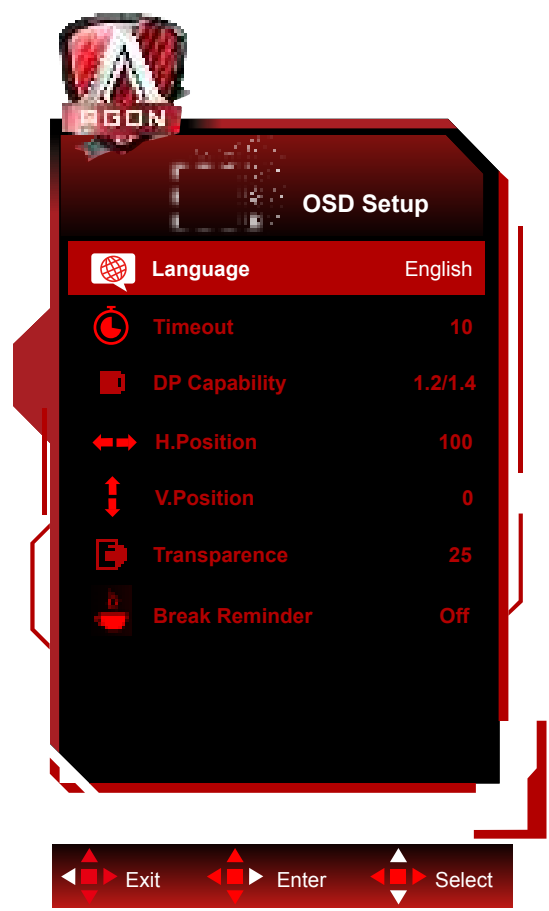 AGON
OSD Setup
Language English
Timeout 10
DP Capability 1.2/1.4
H.Position 100
V.Position 0
Transparence 25
Break Reminder Off
Exit Enter Select